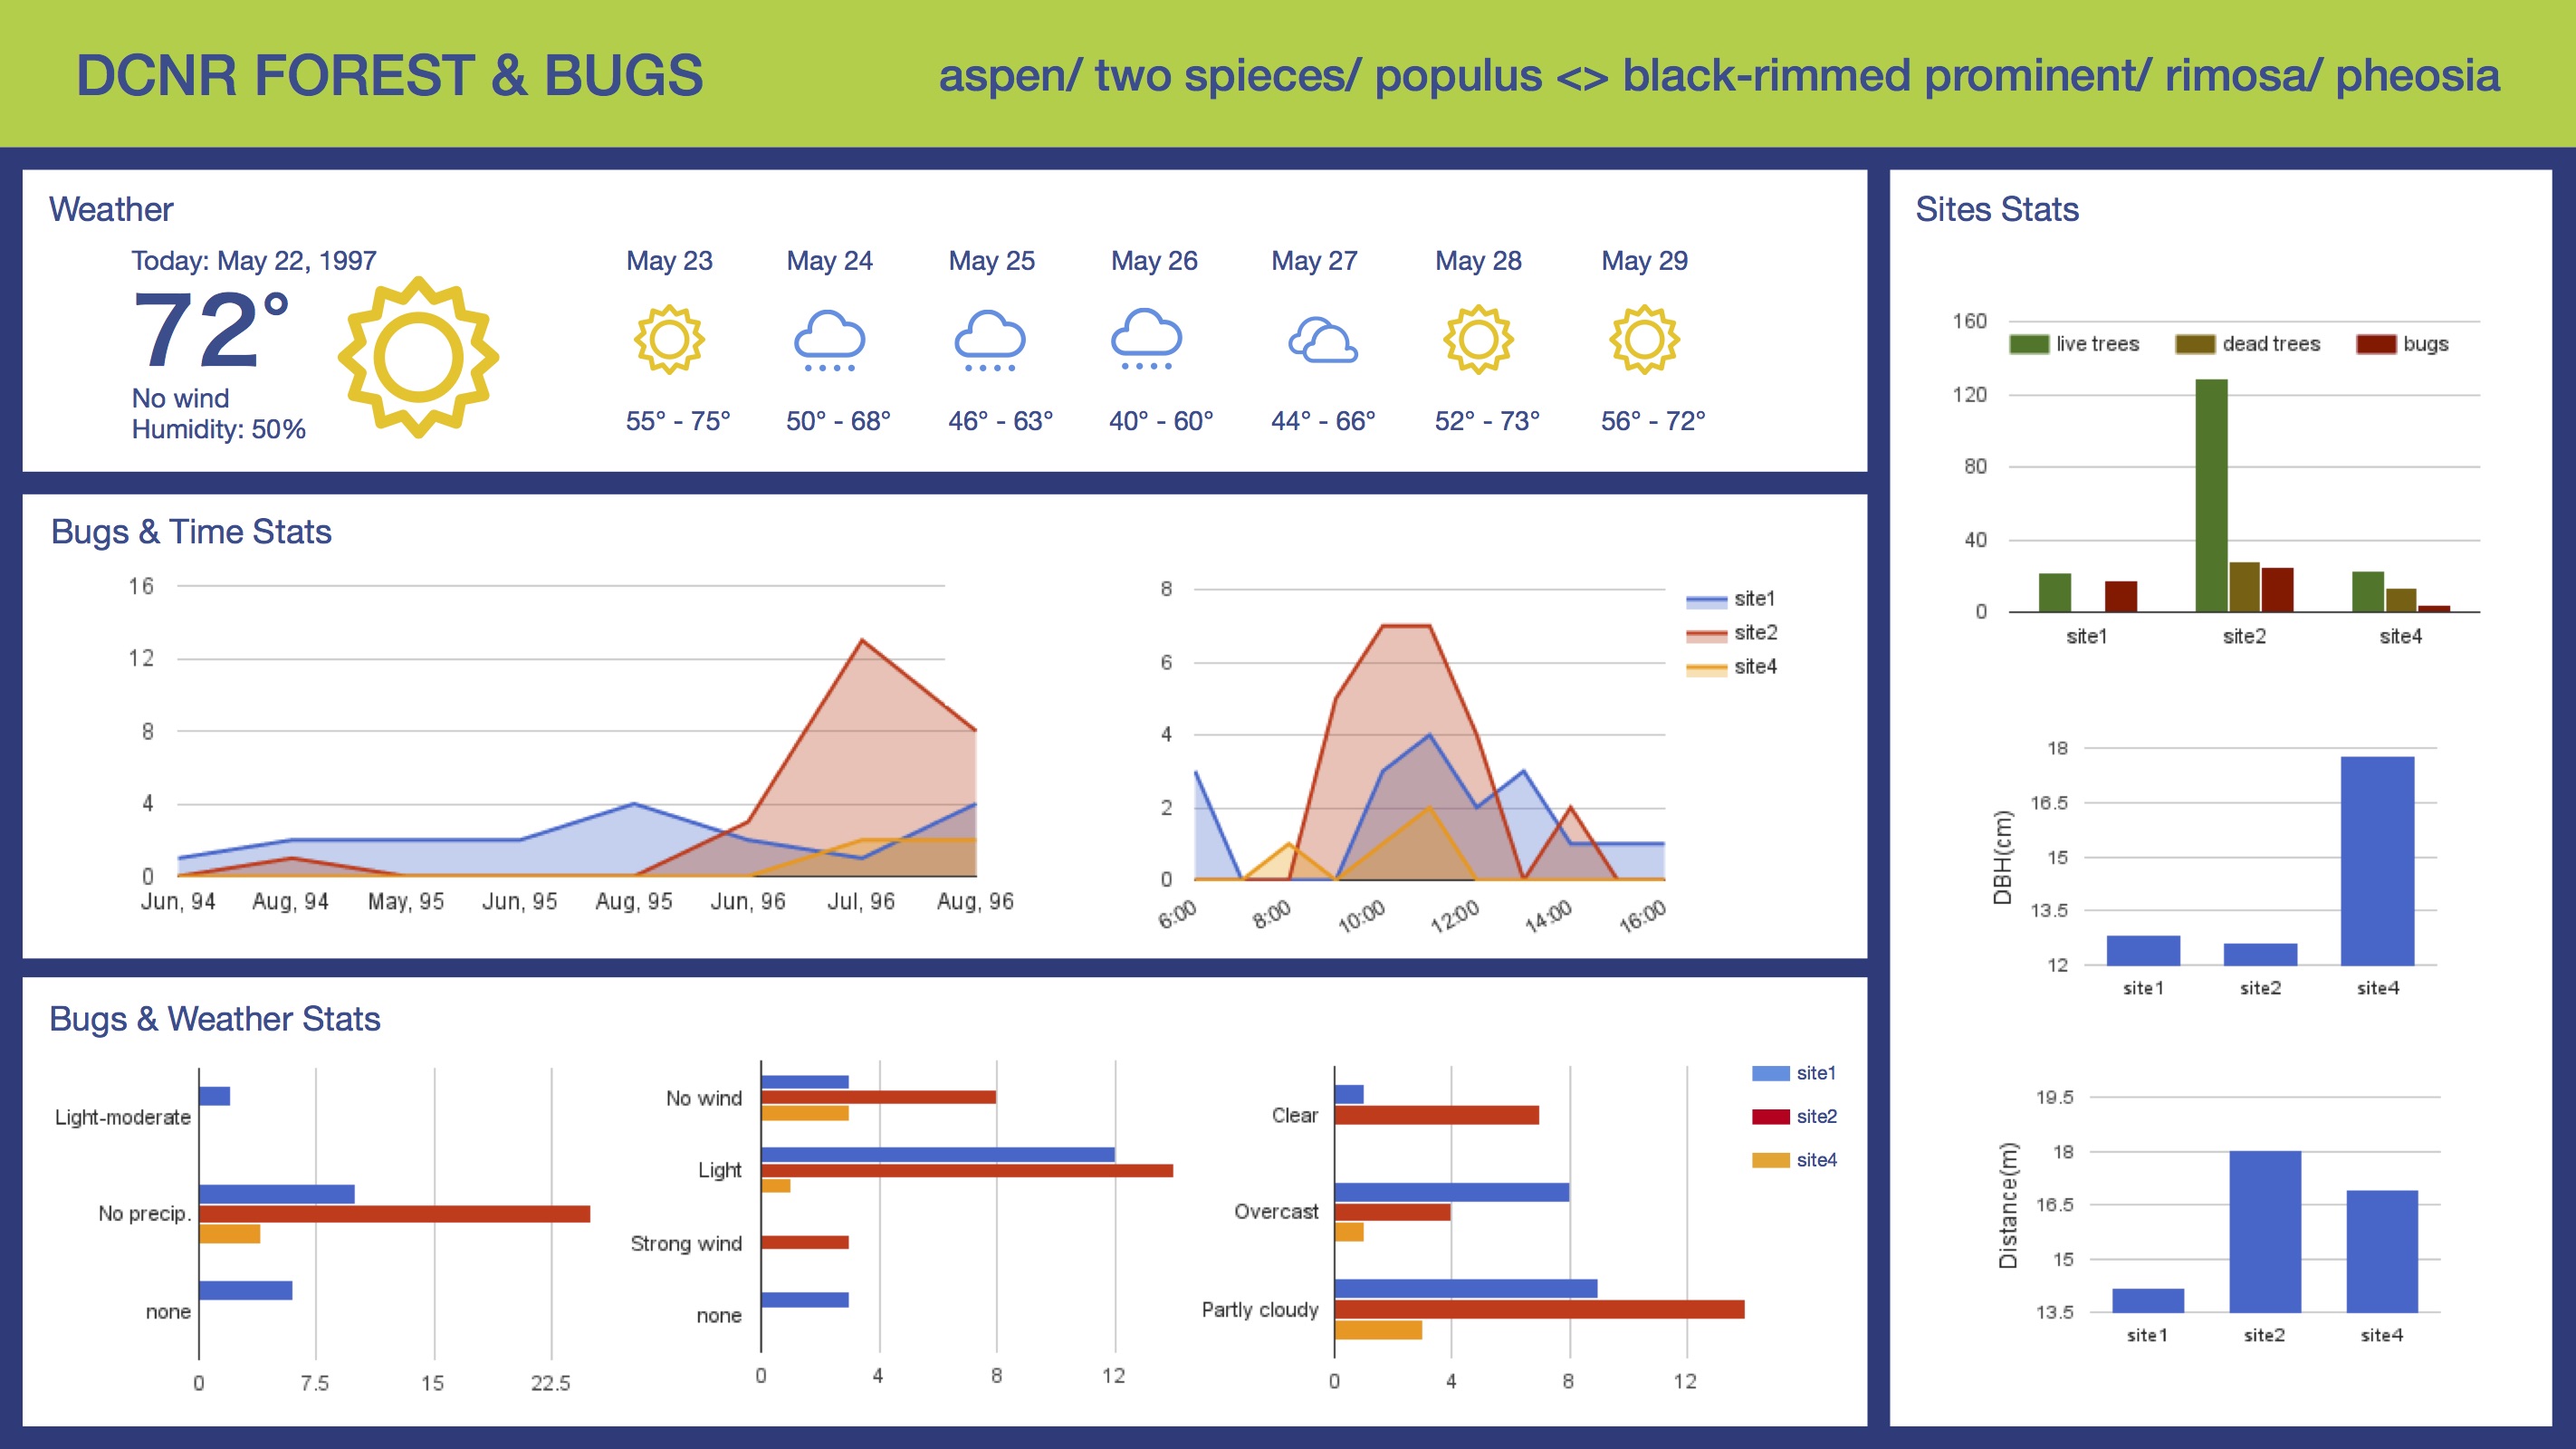 DCNR FOREST & BUGS
aspen/ two spieces/ populus <> black-rimmed prominent/ rimosa/ pheosia
Weather
Today: May 22, 1997
72°
No wind
Humidity: 50%
May 23 May 24 May 25 May 26 May 27 May 28 May 29
55° - 75° 50° - 68° 46° - 63° 40° - 60° 44° - 66° 52° - 73° 56° - 72°
Bugs & Time Stats
16
12
8
4
0
Jun, 94 Aug, 94 May, 95 Jun, 95 Aug, 95 Jun, 96 Jul, 96 Aug, 96
8
6
4
2
0
6:00 8:00 10:00 12:00 14:00 16:00
site1
site2
site4
Bugs & Weather Stats
Light-moderate
No precip.
none
0 7.5 15 22.5
No wind
Light
Strong wind
none
0 4 8 12
Clear
Overcast
Partly cloudy
0 4 8 12
site1
site2
site4
Sites Stats
160
live trees dead trees bugs
120
80
40
0
site1 site2 site4
DBH(cm)
18
16.5
15
13.5
12
site1 site2 site4
Distance(m)
19.5
18
16.5
15
13.5
site1 site2 site4